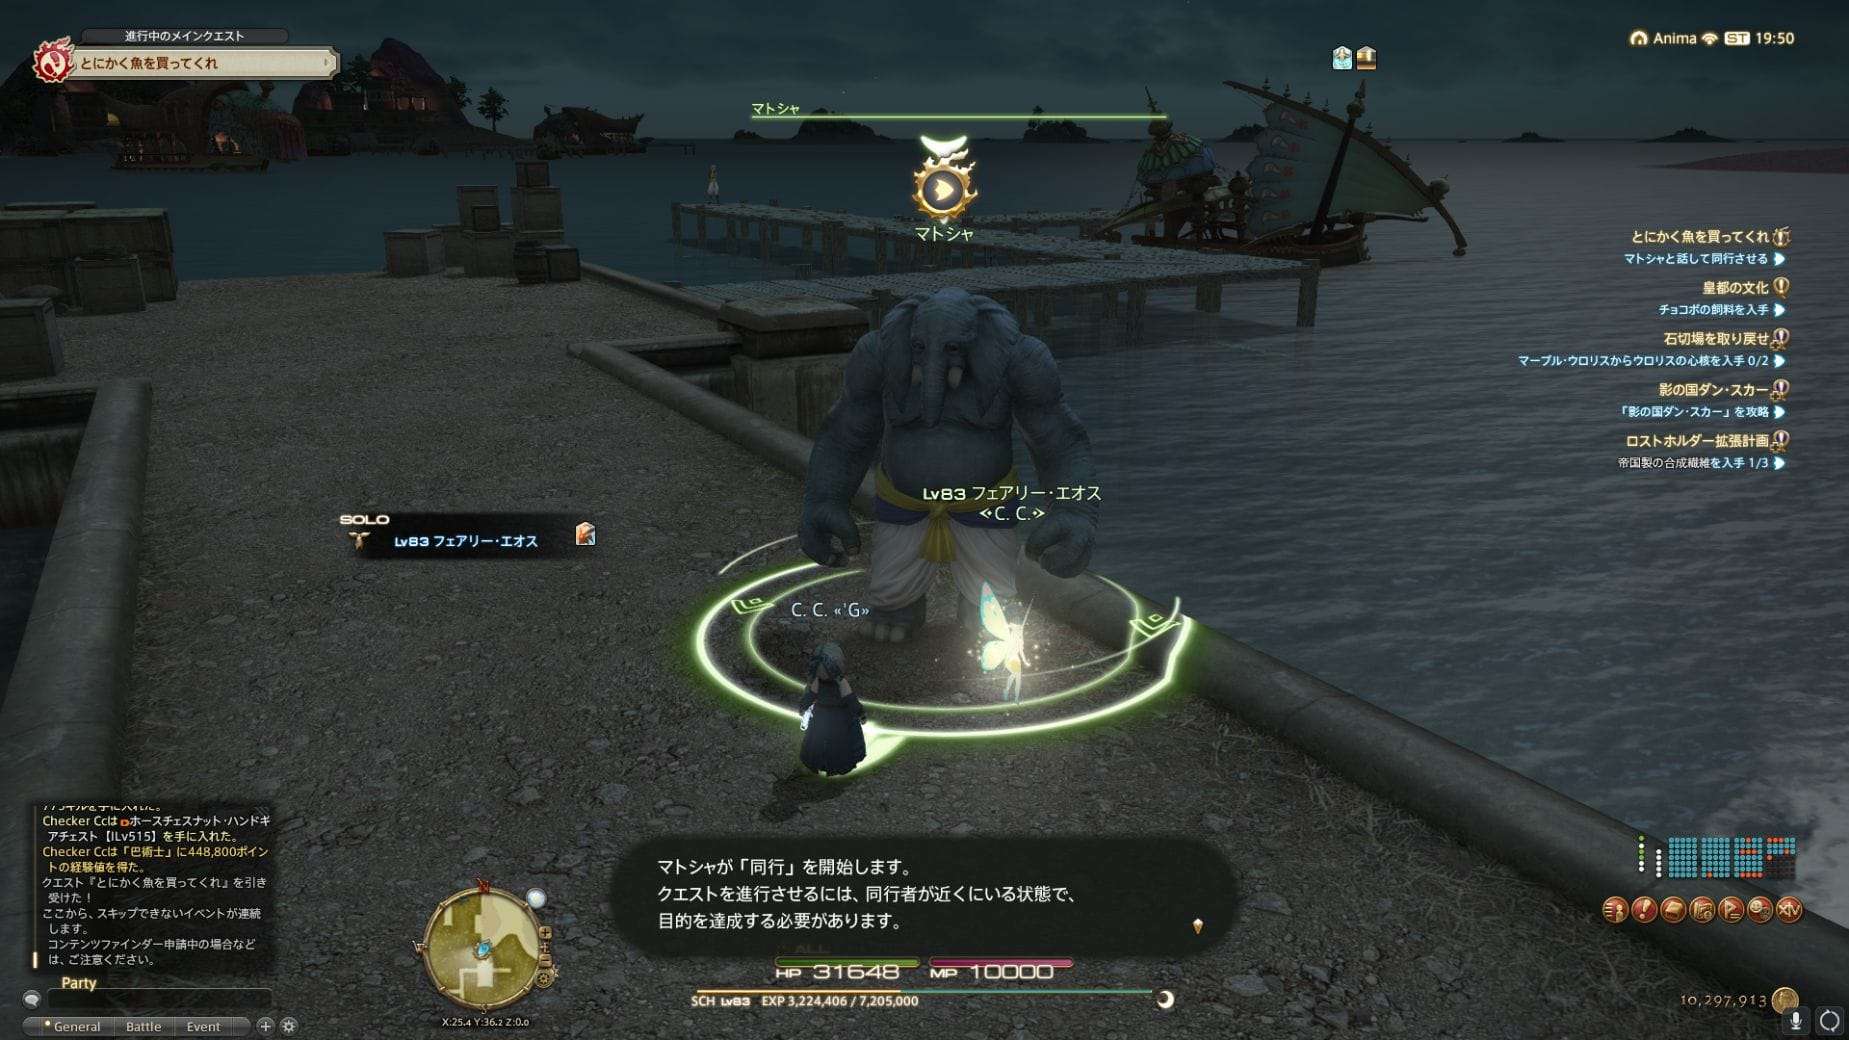 進行中のメインクエスト
とにかく魚を買ってくれ
Anima ST 19:50
マトシャ
マトシャ
とにかく魚を買ってくれ
マトシャと話して同行させる
皇都の文化
チョコボの飼料を入手
石切場を取り戻せ
マーブル・ウロリスからウロリスの心核を入手 0/2
影の国ダン・スカー
「影の国ダン・スカー」を攻略
ロストホルダー拡張計画
帝国製の合成繊維を入手 1/3
Lv83 フェアリー・エオス
<C. C.>
SOLO
Lv83 フェアリー・エオス
C. C. «'G»
775ギルを手に入れた。
Checker Ccは ホースチェスナット・ハンドギ
アチェスト【ILv515】を手に入れた。
Checker Ccは「巴術士」に448,800ポイン
トの経験値を得た。
クエスト『とにかく魚を買ってくれ』を引き
受けた！
ここから、スキップできないイベントが連続
します。
コンテンツファインダー申請中の場合など
は、ご注意ください。
Party
General Battle Event
マトシャが「同行」を開始します。
クエストを進行させるには、同行者が近くにいる状態で、
目的を達成する必要があります。
HP 31648 MP 10000
SCH Lv83 EXP 3,224,406 / 7,205,000
X:25.4 Y:36.2 Z:0.0
XIV
10,297,913